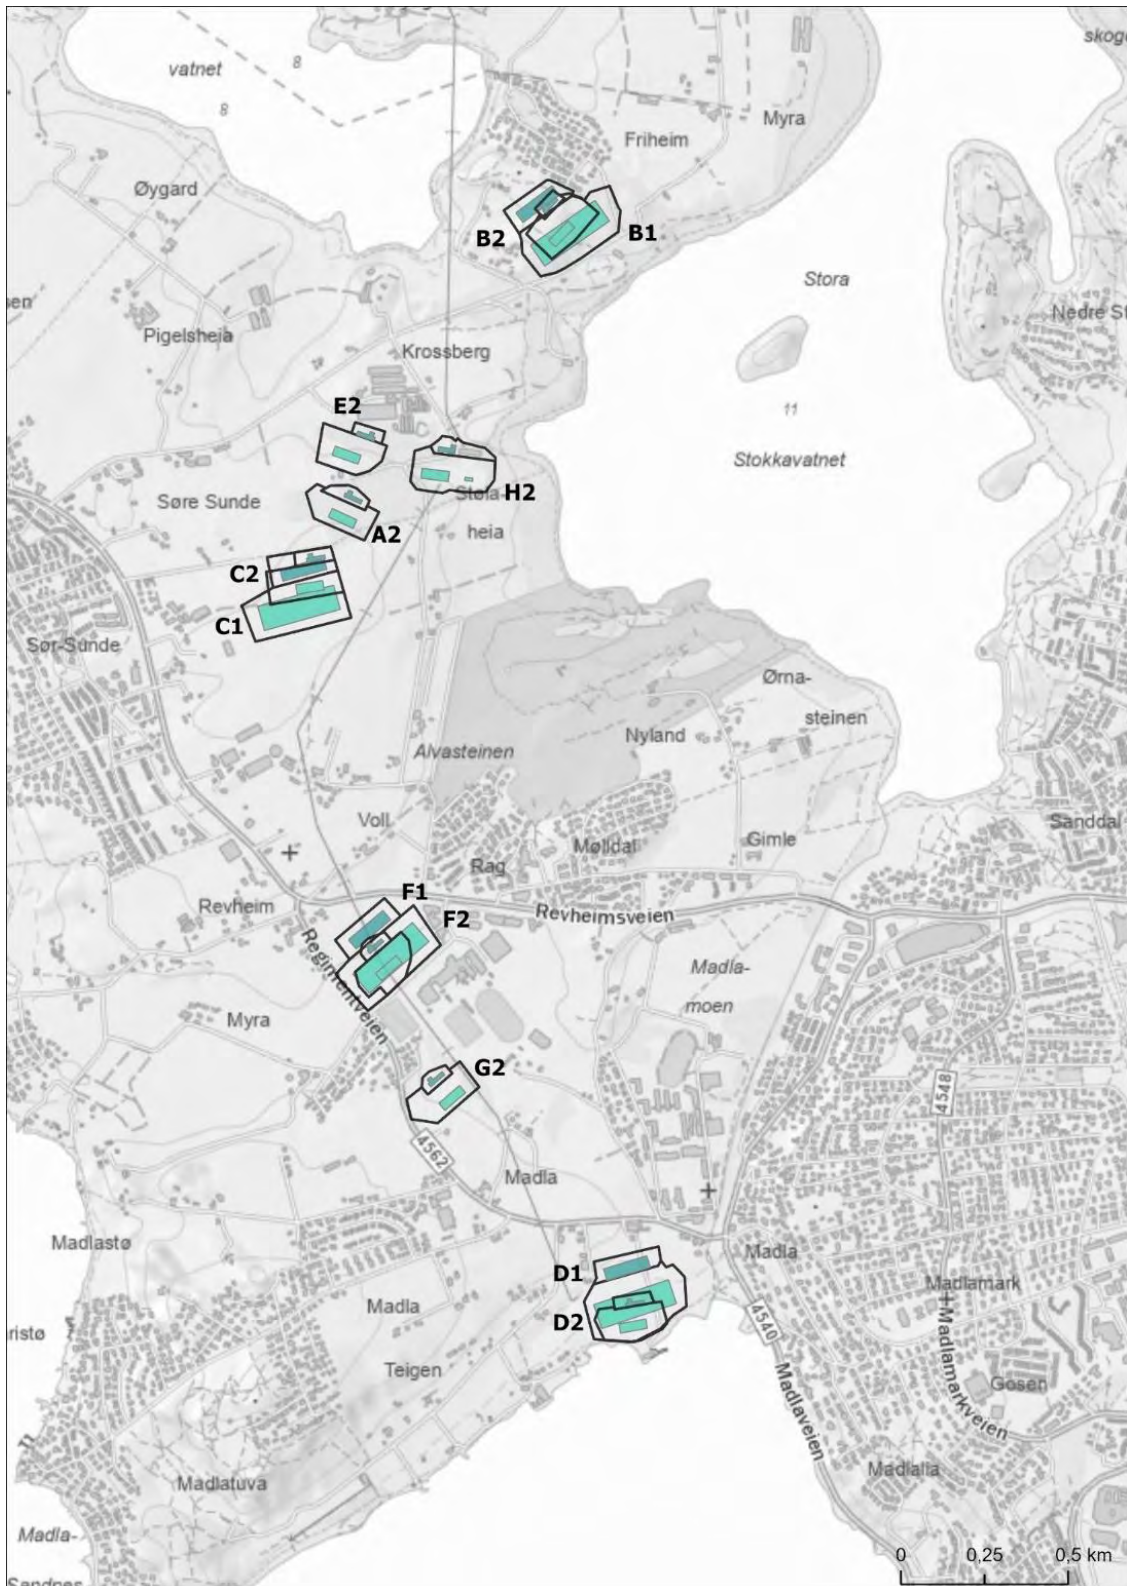 vatnet
8
8
skog
Myra
Friheim
Øygard
B2
B1
Stora
sen
Nedre St
Pigelsheia
Krossberg
11
E2
Stokkavatnet
Søre Sunde
Støla-
H2
heia
A2
C2
C1
Sør-Sunde
Ørna-
steinen
Nyland
Alvasteinen
Voll
Sanddal
Gimle
Mølldal
Rag
F1
Revheim
F2
Revheimsveien
Regimentveien
Madla-
moen
Myra
G2
4548
4562
Madla
Madlastø
Madla
D1
Madlamark
Madla
D2
4540
ristø
Teigen
Madlaveien
Madlamarkveien
Gosen
Madlatuva
Madlalia
Madla-
Sandnes
0
0,25
0,5 km